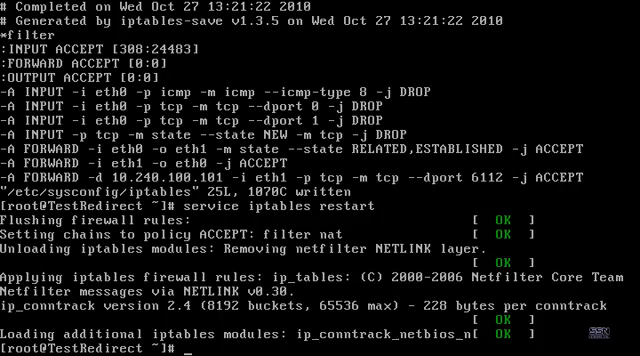 # Completed on Wed Oct 27 13:21:22 2010
# Generated by iptables-save v1.3.5 on Wed Oct 27 13:21:22 2010
*filter
:INPUT ACCEPT [308:24483]
:FORWARD ACCEPT [0:0]
:OUTPUT ACCEPT [0:0]
-A INPUT -i eth0 -p icmp -m icmp --icmp-type 8 -j DROP
-A INPUT -i eth0 -p tcp -m tcp --dport 0 -j DROP
-A INPUT -i eth0 -p tcp -m tcp --dport 1 -j DROP
-A INPUT -p tcp -m state --state NEW -m tcp -j DROP
-A FORWARD -i eth0 -o eth1 -m state --state RELATED,ESTABLISHED -j ACCEPT
-A FORWARD -i eth1 -o eth0 -j ACCEPT
-A FORWARD -d 10.240.100.101 -i eth1 -p tcp -m tcp --dport 6112 -j ACCEPT
"/etc/sysconfig/iptables" 25L, 1070C written
[root@TestRedirect ~]# service iptables restart
Flushing firewall rules: [ OK ]
Setting chains to policy ACCEPT: filter nat [ OK ]
Unloading iptables modules: Removing netfilter NETLINK layer.
[ OK ]
Applying iptables firewall rules: ip_tables: (C) 2000-2006 Netfilter Core Team
Netfilter messages via NETLINK v0.30.
ip_conntrack version 2.4 (8192 buckets, 65536 max) - 228 bytes per conntrack
[ OK ]
Loading additional iptables modules: ip_conntrack_netbios_n[ OK ]
[root@TestRedirect ~]# _
SSN